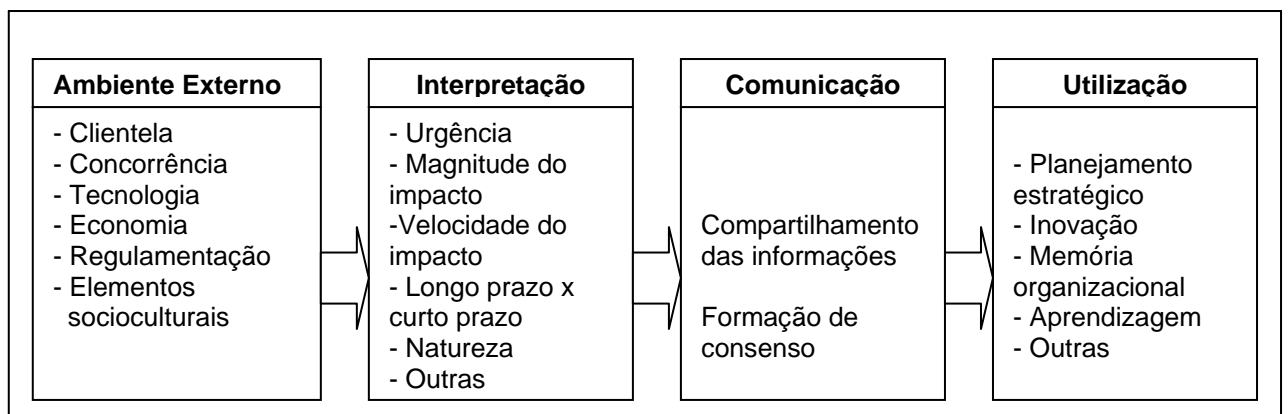 Ambiente Externo
- Clientela
- Concorrência
- Tecnologia
- Economia
- Regulamentação
- Elementos
socioculturais
Interpretação
- Urgência
- Magnitude do
impacto
-Velocidade do
impacto
- Longo prazo x
curto prazo
- Natureza
- Outras
Comunicação
Compartilhamento
das informações
Formação de
consenso
Utilização
- Planejamento
estratégico
- Inovação
- Memória
organizacional
- Aprendizagem
- Outras